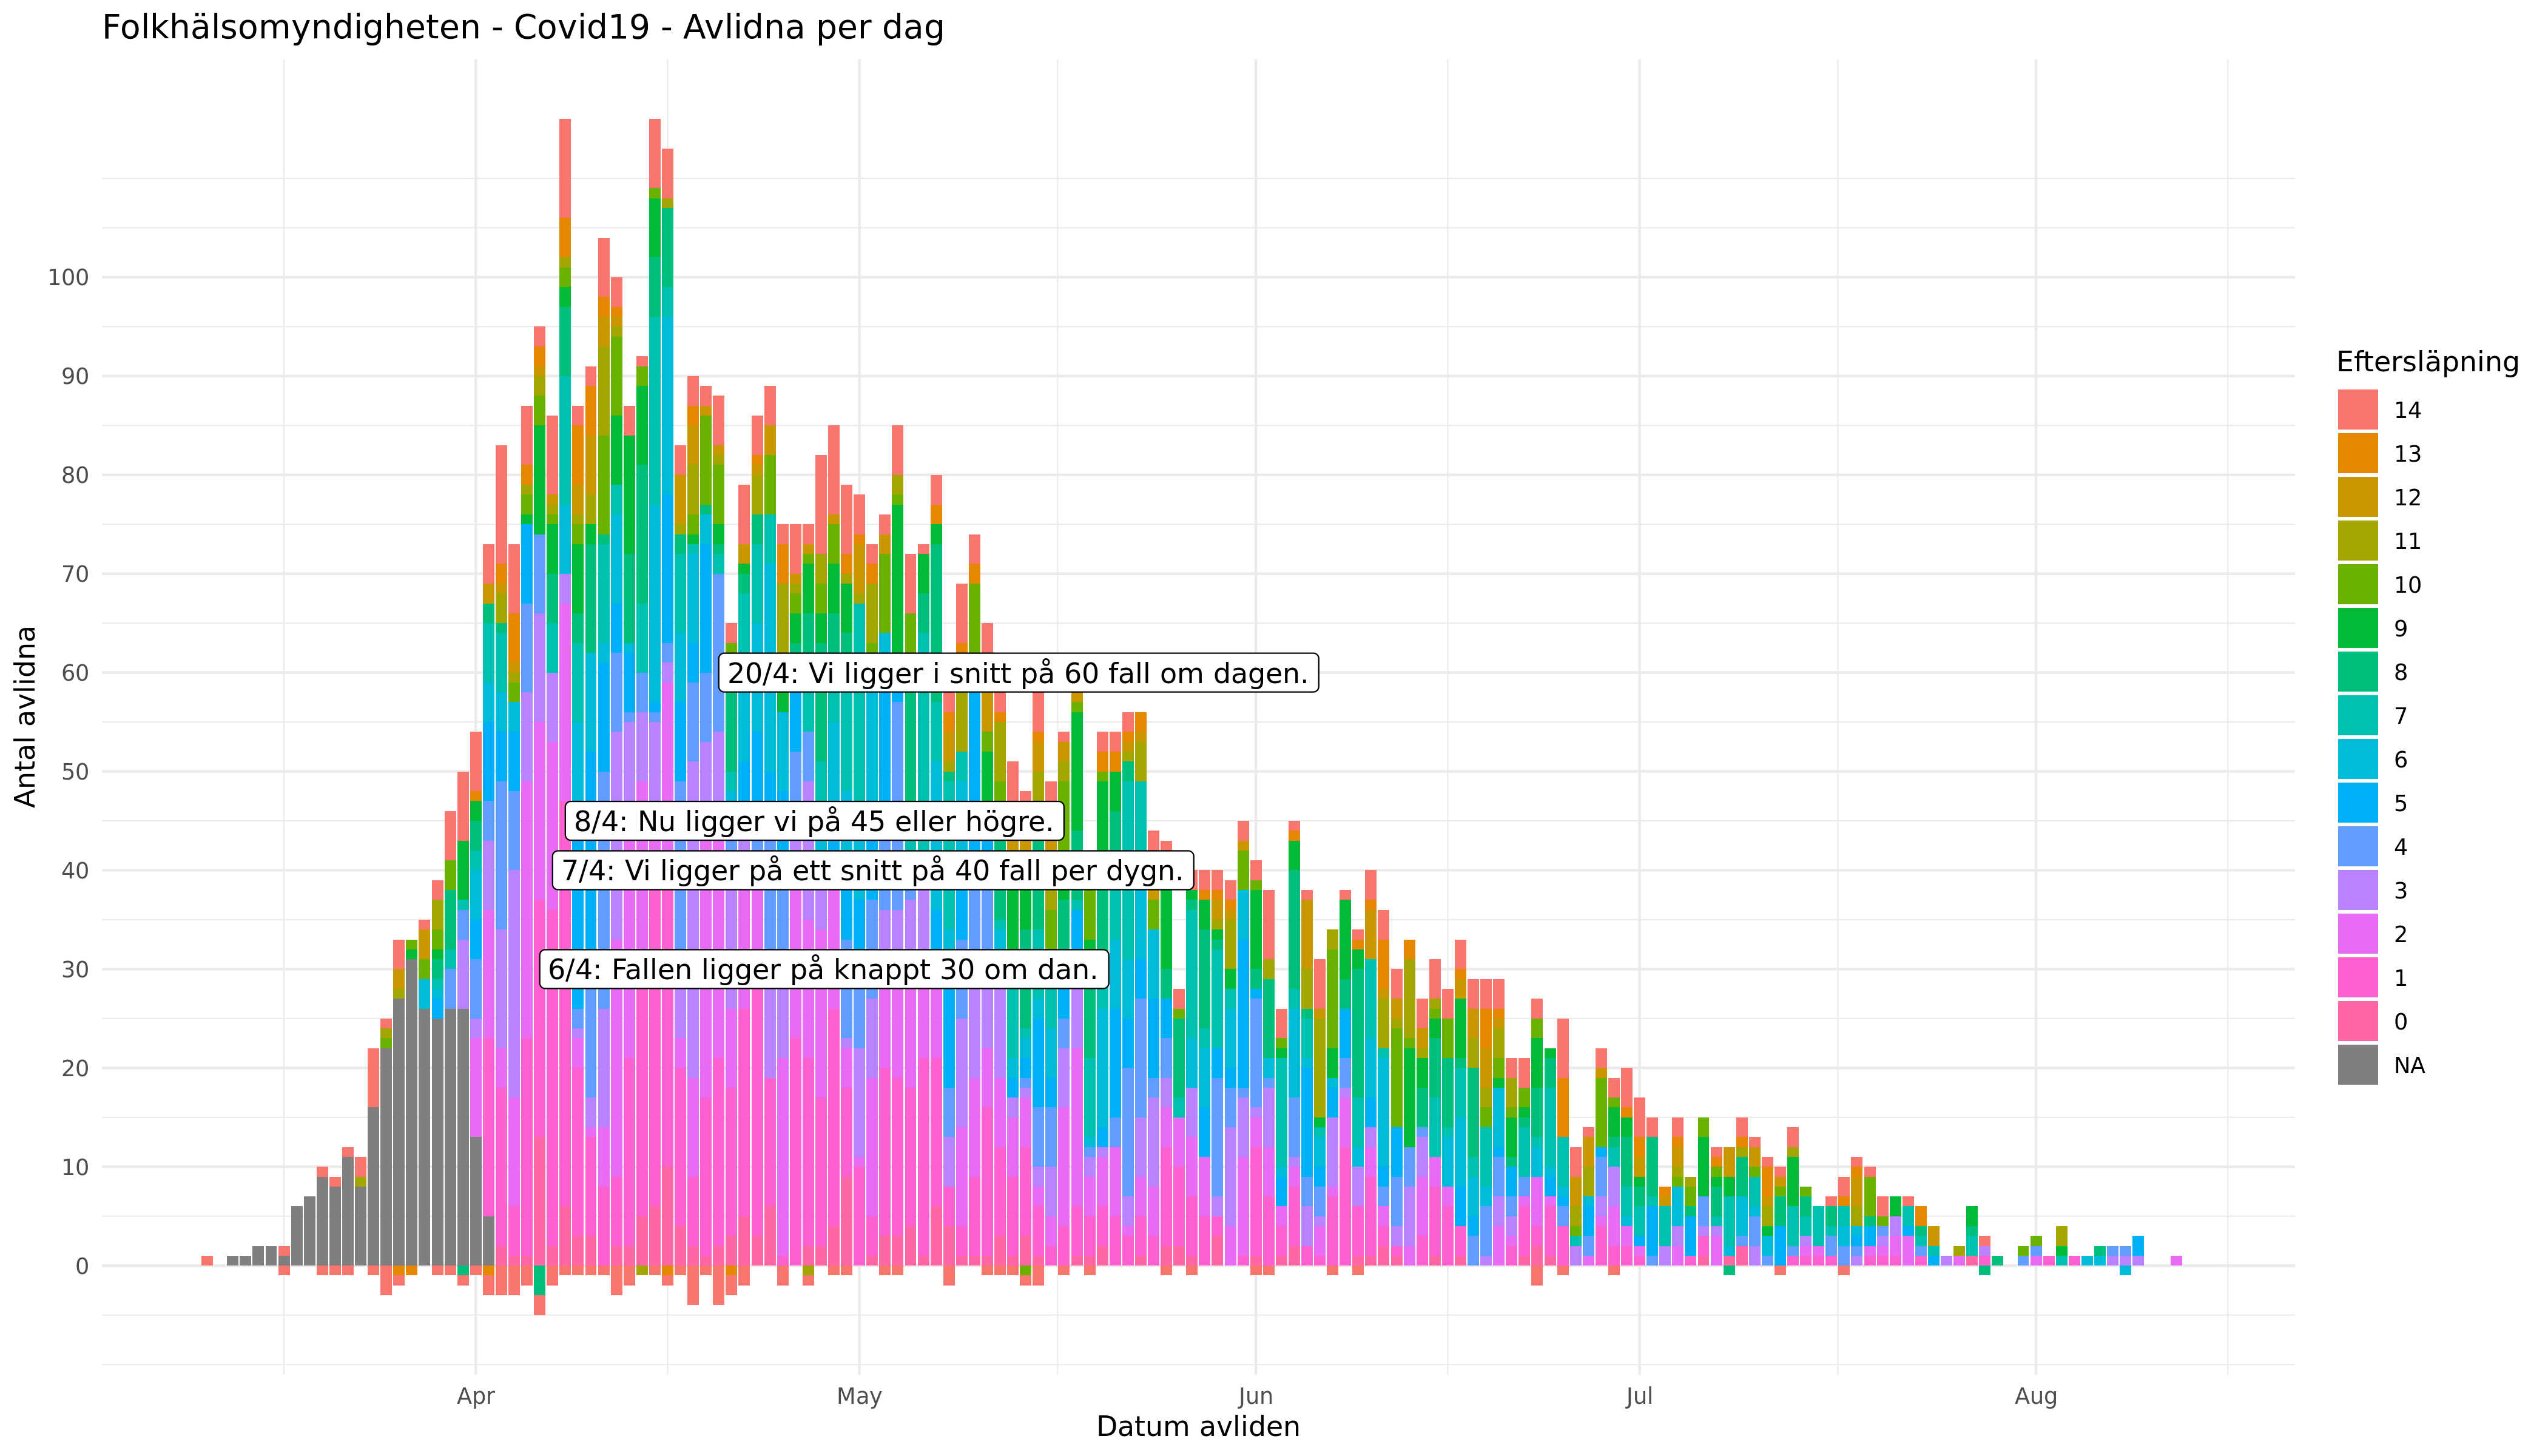 Folkhälsomyndigheten - Covid19 - Avlidna per dag
Antal avlidna
100
90
80
70
60
50
40
30
20
10
0
20/4: Vi ligger i snitt på 60 fall om dagen.
8/4: Nu ligger vi på 45 eller högre.
7/4: Vi ligger på ett snitt på 40 fall per dygn.
6/4: Fallen ligger på knappt 30 om dan.
Apr May Jun Jul Aug
Datum avliden
Eftersläpning
14
13
12
11
10
9
8
7
6
5
4
3
2
1
0
NA